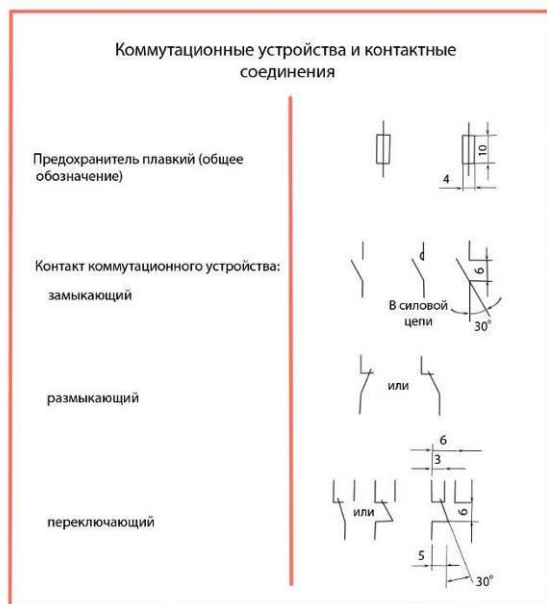 Коммутационные устройства и контактные
соединения
Предохранитель плавкий (общее
обозначение)
10
4
Контакт коммутационного устройства:
замыкающий
6
В силовой
цепи
30°
размыкающий
или
6
3
переключающий
или
6
5
30°